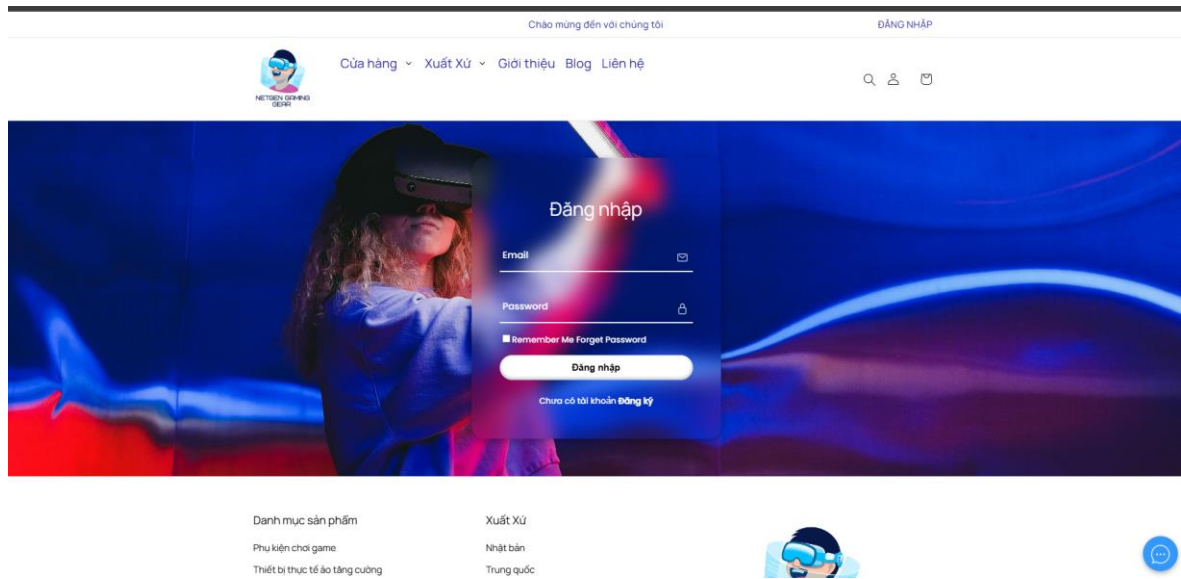 Chào mừng đến với chúng tôi
ĐĂNG NHẬP
Cửa hàng
Xuất Xứ
Giới thiệu
Blog
Liên hệ
NETGEN GAMING
GEAR
Đăng nhập
Email
Password
Remember Me Forget Password
Đăng nhập
Chưa có tài khoản Đăng ký
Danh mục sản phẩm
Xuất Xứ
Phụ kiện chơi game
Nhật bản
Thiết bị thực tế ảo tăng cường
Trung quốc